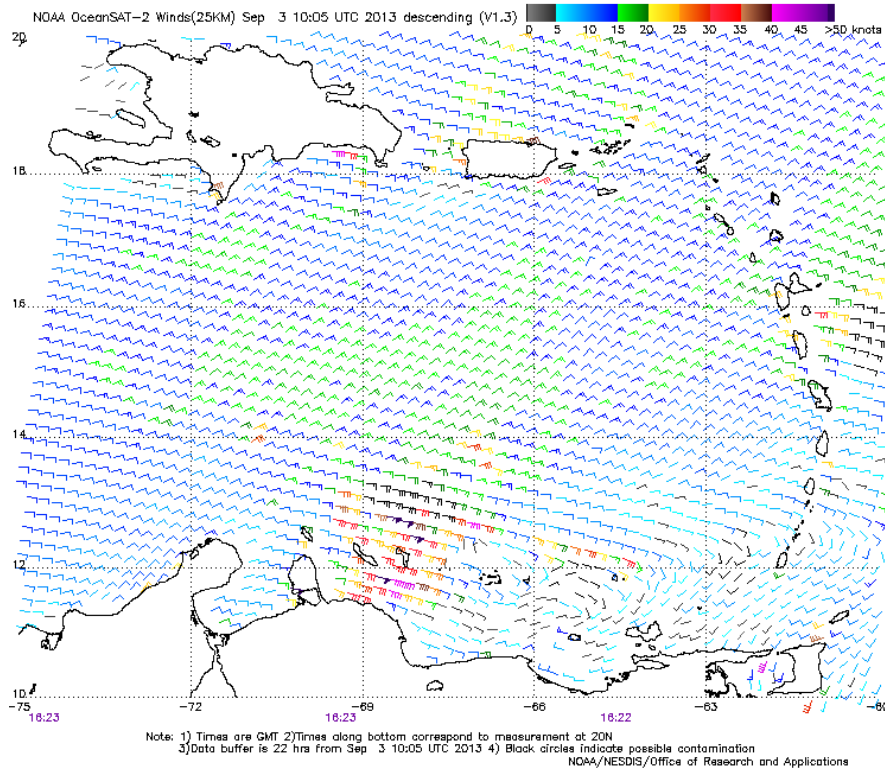 NOAA OceanSAT-2 Winds(25KM) Sep 3 10:05 UTC 2013 descending (V1.3)
0 5 10 15 20 25 30 35 40 45 >50 knots
20
18
16
14
12
10
-75 -72 -69 -66 -63 -60
16:23 16:23 16:22
Note: 1) Times are GMT 2)Times along bottom correspond to measurement at 20N
3)Data buffer is 22 hrs from Sep 3 10:05 UTC 2013 4) Black circles indicate possible contamination
NOAA/NESDIS/Office of Research and Applications